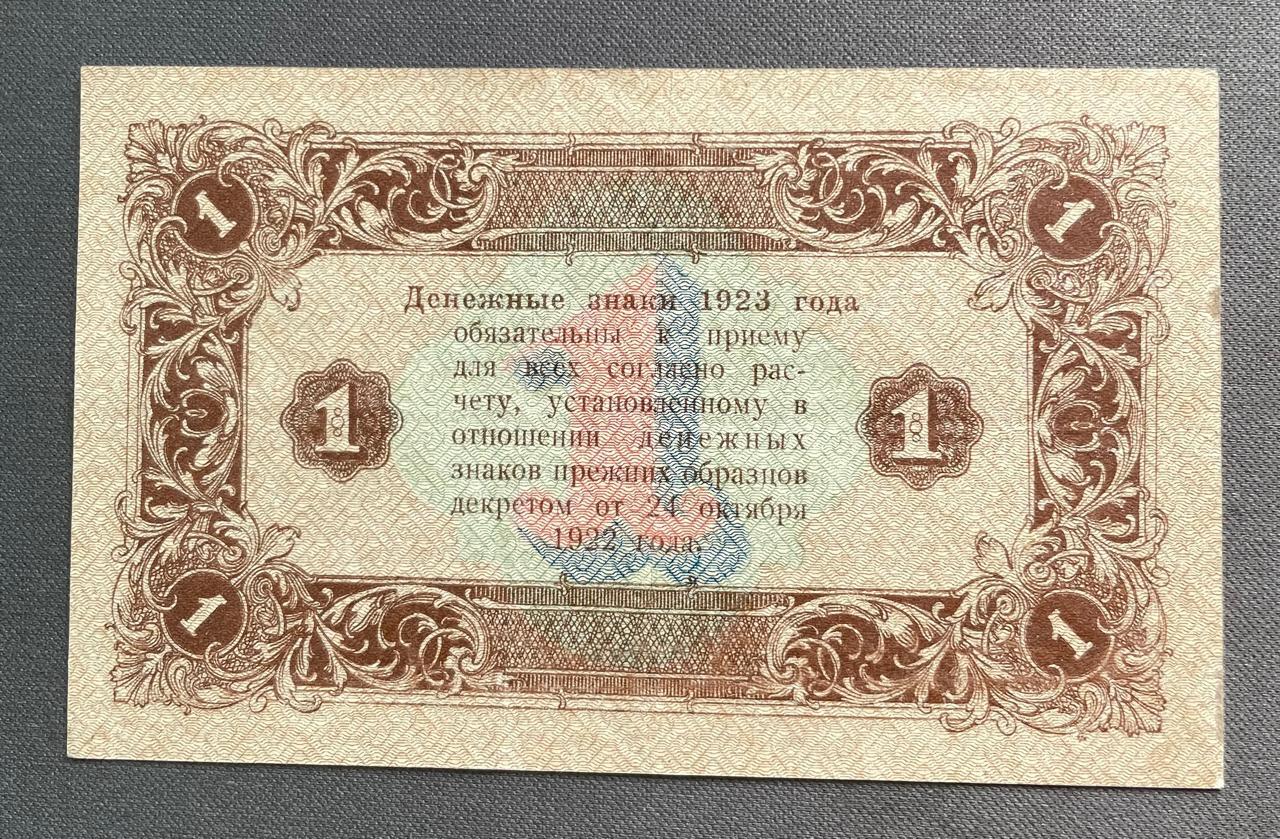 1 1
Денежные знаки 1923 года
обязательны к приему
для всех согласно рас-
чету, установленному в
1 1
отношении денежных
знаков прежних образцов
декретом от 24 октября
1922 года.
1 1
1